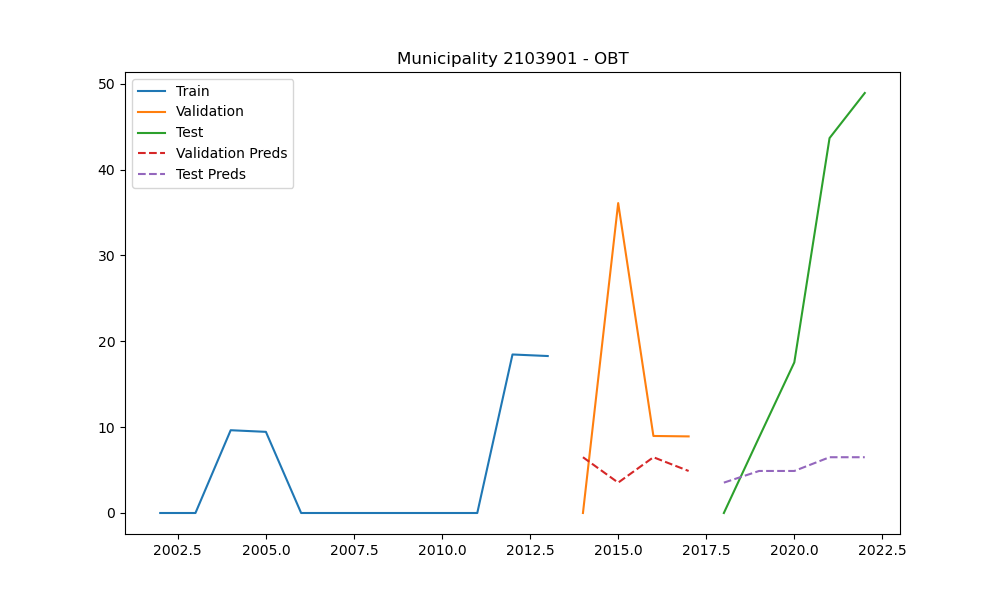 Municipality 2103901 - OBT
Train
Validation
Test
Validation Preds
Test Preds
50
40
30
20
10
0
2002.5 2005.0 2007.5 2010.0 2012.5 2015.0 2017.5 2020.0 2022.5